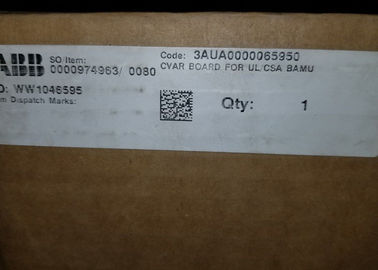 ABB
SO/Item:
0000974963/ 0080
Code: 3AUA0000065950
CVAR BOARD FOR UL/CSA BAMU
D: WW1046595
m Dispatch Marks:
Qty: 1